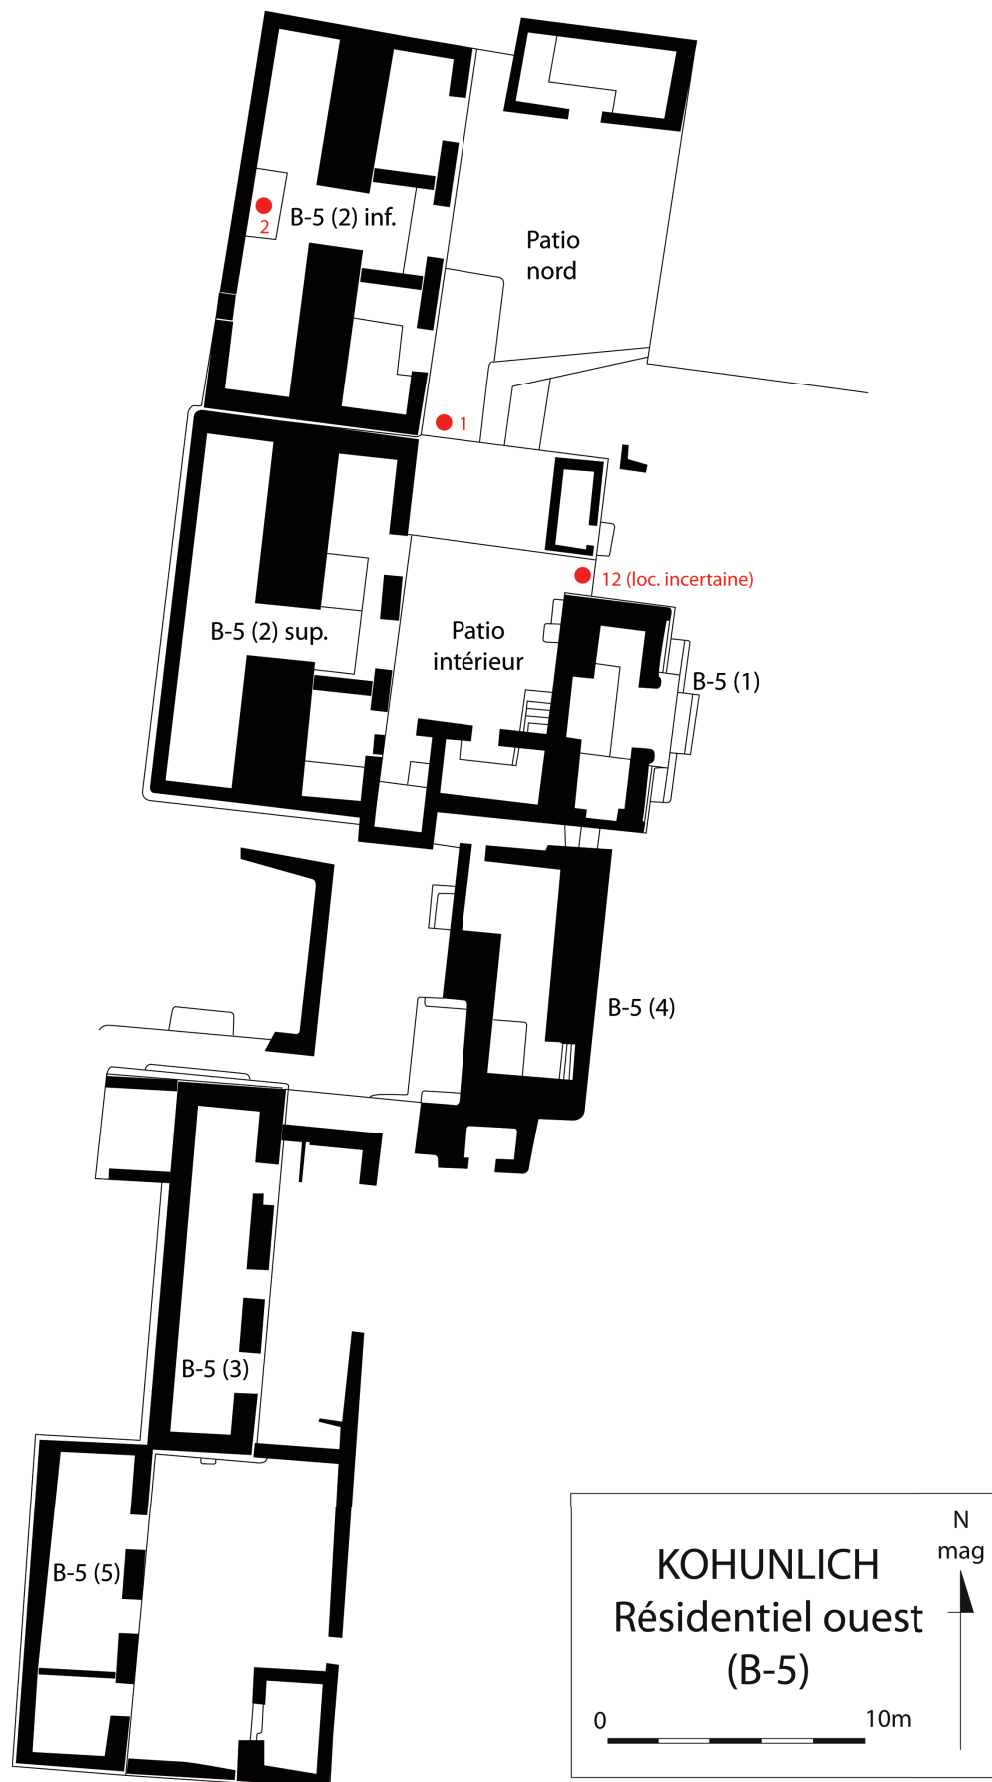 2
B-5 (2) inf.
Patio
nord
1
12 (loc. incertaine)
B-5 (2) sup.
Patio
intérieur
B-5 (1)
B-5 (4)
B-5 (3)
B-5 (5)
KOHUNLICH
Résidentiel ouest
(B-5)
N
mag
0
10m